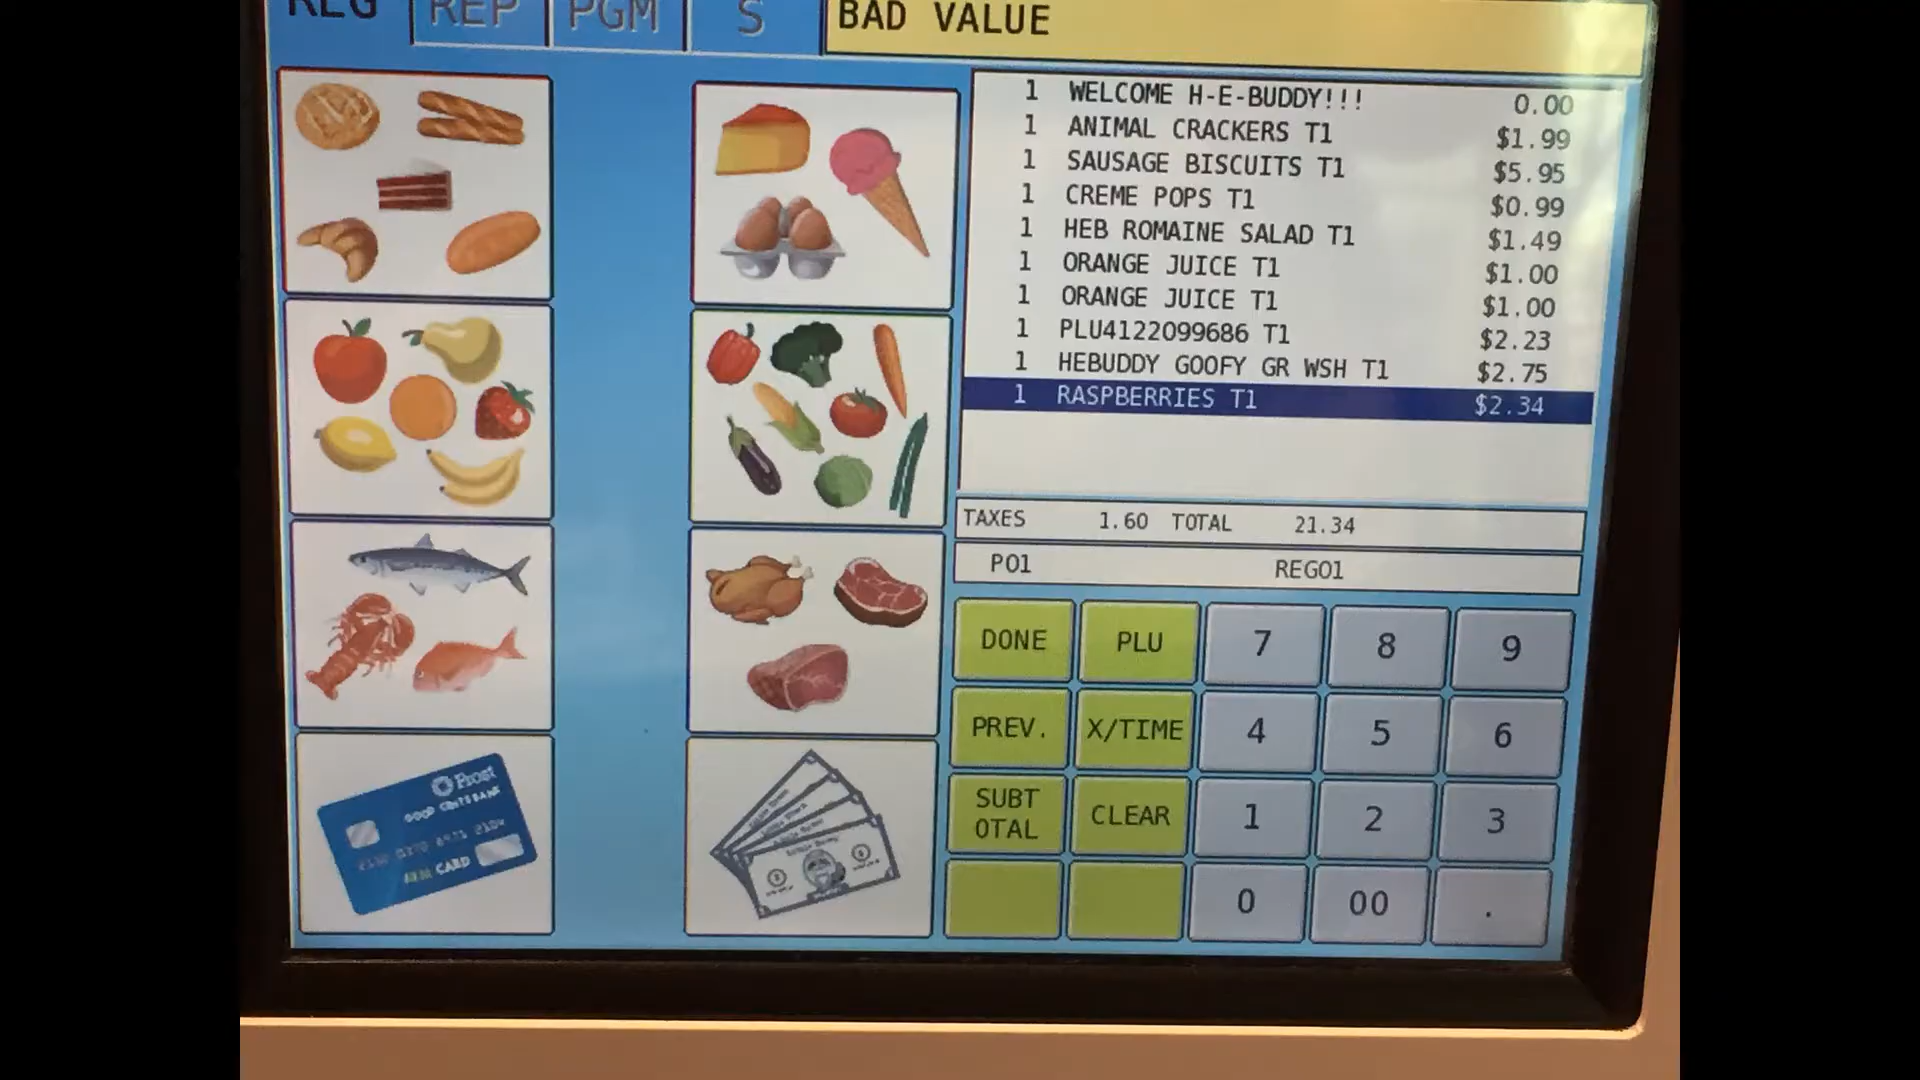 REG REP PGM S BAD VALUE
1 WELCOME H-E-BUDDY!!! 0.00
1 ANIMAL CRACKERS T1 $1.99
1 SAUSAGE BISCUITS T1 $5.95
1 CREME POPS T1 $0.99
1 HEB ROMAINE SALAD T1 $1.49
1 ORANGE JUICE T1 $1.00
1 ORANGE JUICE T1 $1.00
1 PLU4122099686 T1 $2.23
1 HEBUDDY GOOFY GR WSH T1 $2.75
1 RASPBERRIES T1 $2.34
TAXES 1.60 TOTAL 21.34
P01 REG01
DONE PLU 7 8 9
PREV. X/TIME 4 5 6
SUBT
OTAL
CLEAR 1 2 3
0 00 .
Frost
CARD